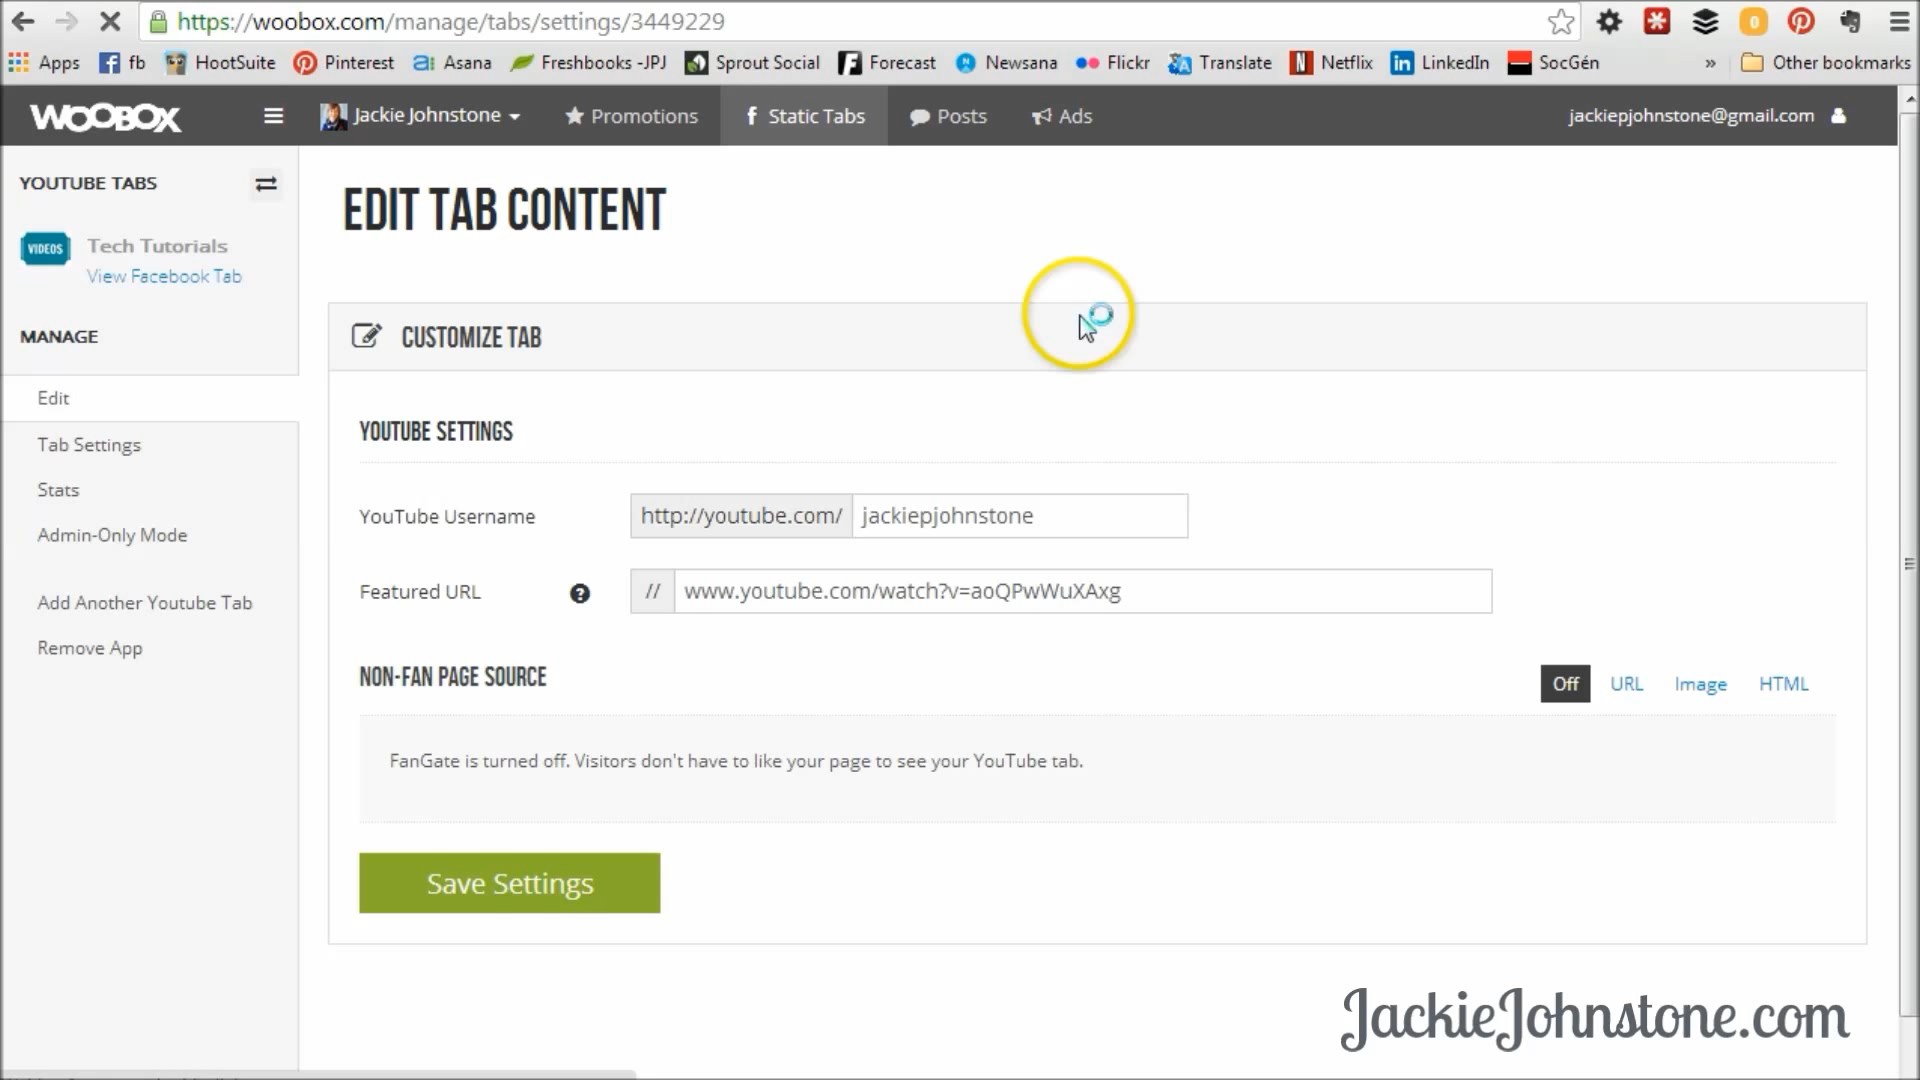 https://woobox.com/manage/tabs/settings/3449229
Apps fb HootSuite Pinterest Asana Freshbooks -JPJ Sprout Social Forecast Newsana Flickr Translate Netflix LinkedIn SocGén » Other bookmarks
WOOBOX Jackie Johnstone Promotions Static Tabs Posts Ads jackiepjohnstone@gmail.com
YOUTUBE TABS
EDIT TAB CONTENT
VIDEOS Tech Tutorials
View Facebook Tab
MANAGE
CUSTOMIZE TAB
Edit
Tab Settings
Stats
Admin-Only Mode
Add Another Youtube Tab
Remove App
YOUTUBE SETTINGS
YouTube Username http://youtube.com/ jackiepjohnstone
Featured URL ? // www.youtube.com/watch?v=aoQPwWuXAxg
NON-FAN PAGE SOURCE Off URL Image HTML
FanGate is turned off. Visitors don't have to like your page to see your YouTube tab.
Save Settings
JackieJohnstone.com